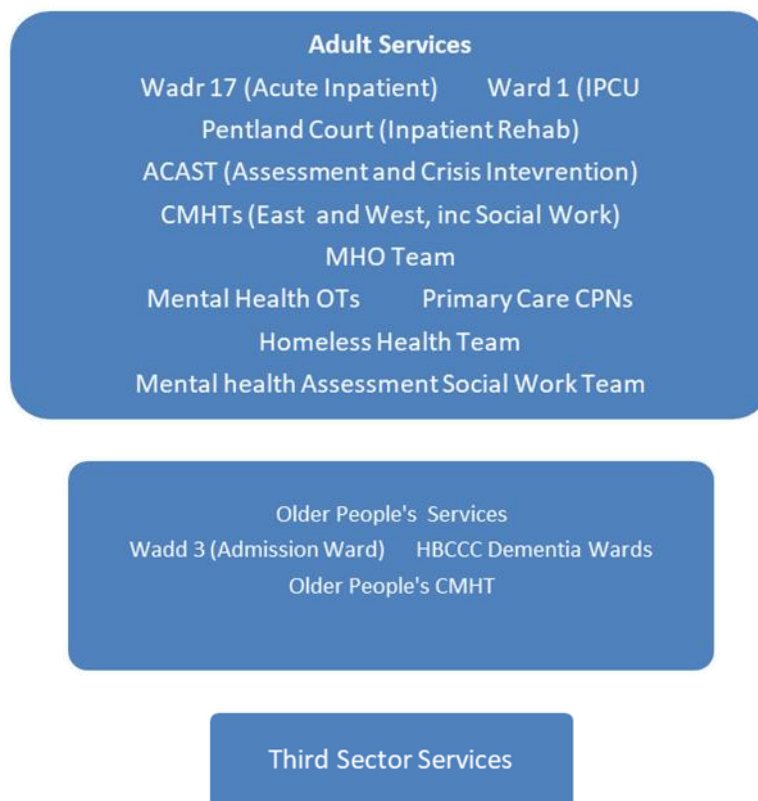 Adult Services
Wadr 17 (Acute Inpatient) Ward 1 (IPCU
Pentland Court (Inpatient Rehab)
ACAST (Assessment and Crisis Intevrention)
CMHTs (East and West, inc Social Work)
MHO Team
Mental Health OTs Primary Care CPNs
Homeless Health Team
Mental health Assessment Social Work Team
Older People's Services
Wadd 3 (Admission Ward) HBCCC Dementia Wards
Older People's CMHT
Third Sector Services